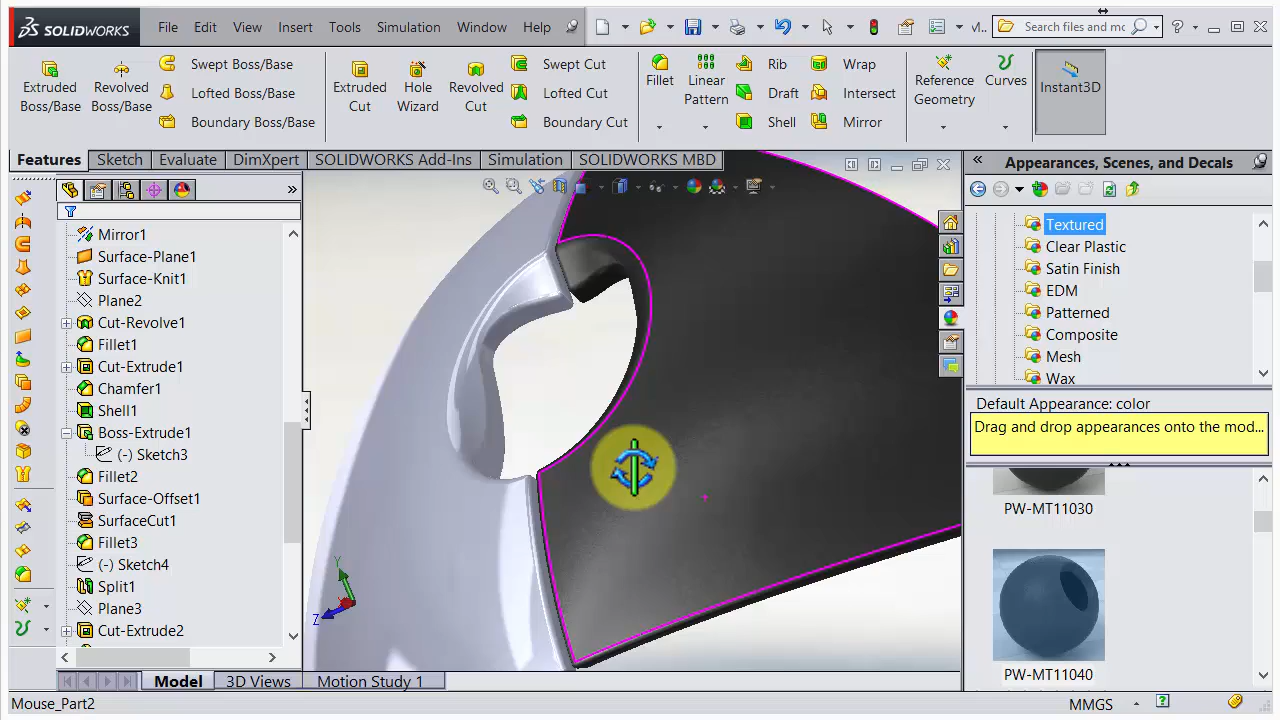 SOLIDWORKS File Edit View Insert Tools Simulation Window Help Search files and mc ?
Extruded Boss/Base
Revolved Boss/Base
Swept Boss/Base
Lofted Boss/Base
Boundary Boss/Base
Extruded Cut
Hole Wizard
Revolved Cut
Swept Cut
Lofted Cut
Boundary Cut
Fillet
Linear Pattern
Rib
Draft
Shell
Wrap
Intersect
Mirror
Reference Geometry
Curves
Instant3D
Features Sketch Evaluate DimXpert SOLIDWORKS Add-Ins Simulation SOLIDWORKS MBD
Mirror1
Surface-Plane1
Surface-Knit1
Plane2
Cut-Revolve1
Fillet1
Cut-Extrude1
Chamfer1
Shell1
Boss-Extrude1
(-) Sketch3
Fillet2
Surface-Offset1
SurfaceCut1
Fillet3
(-) Sketch4
Split1
Plane3
Cut-Extrude2
Y
Z
Appearances, Scenes, and Decals
Textured
Clear Plastic
Satin Finish
EDM
Patterned
Composite
Mesh
Wax
Default Appearance: color
Drag and drop appearances onto the mod...
PW-MT11030
PW-MT11040
Model 3D Views Motion Study 1
Mouse_Part2 MMGS